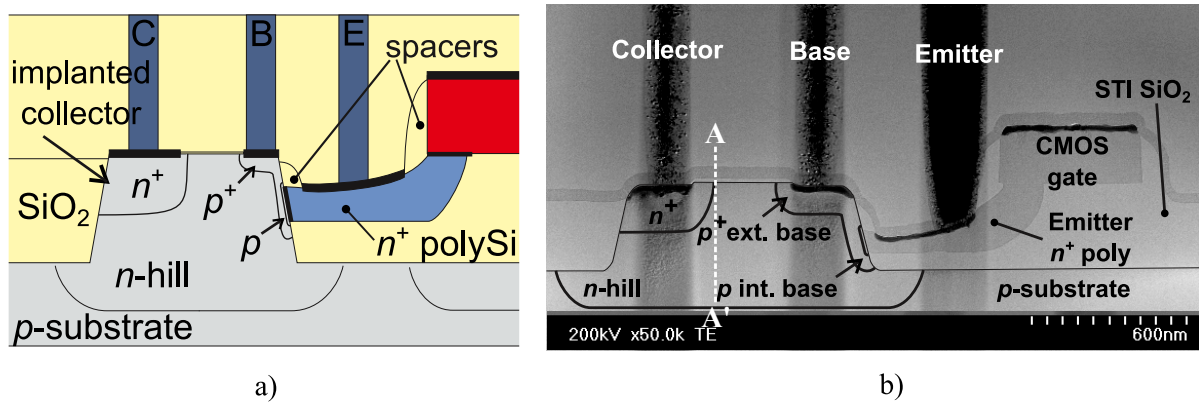 C B E
spacers
implanted
collector
n+
p+
SiO2
p
n+ polySi
n-hill
p-substrate
a)
Collector Base Emitter
STI SiO2
A
CMOS
gate
n+
p+ ext. base
Emitter
n+ poly
n-hill
p int. base
p-substrate
A'
200kV x50.0k TE
600nm
b)